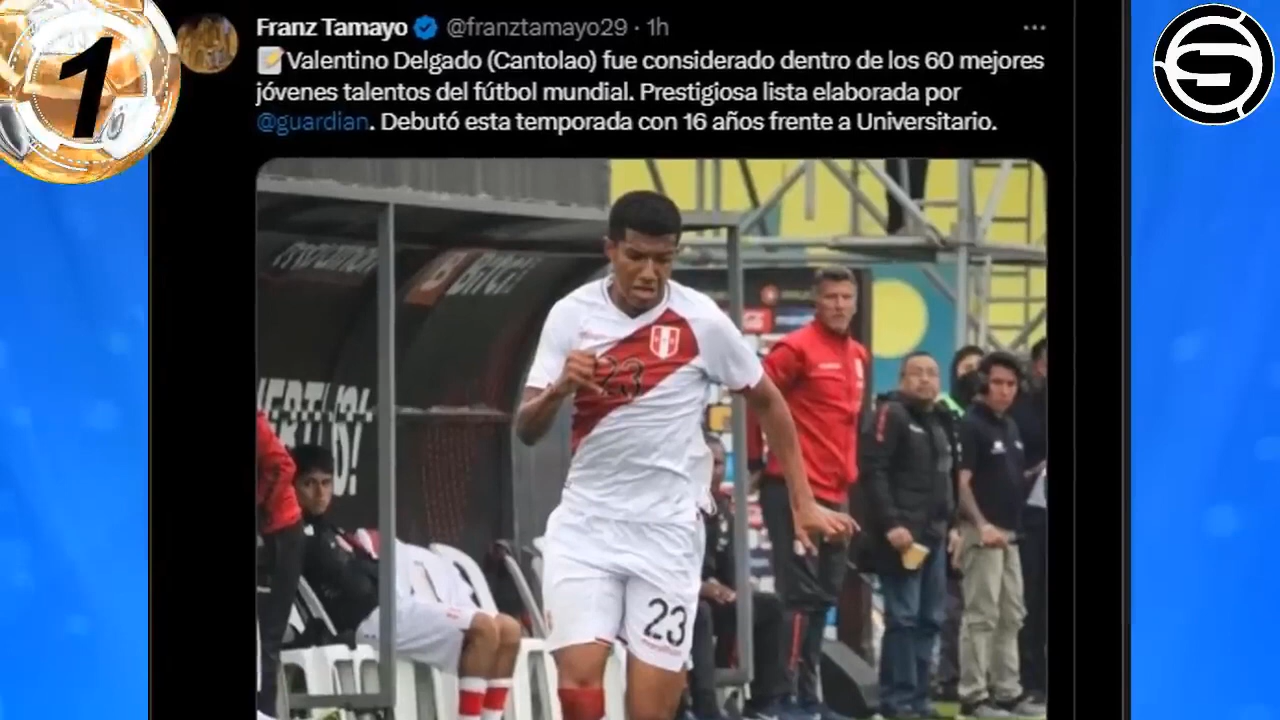 1
Franz Tamayo @franztamayo29 · 1h
Valentino Delgado (Cantolao) fue considerado dentro de los 60 mejores
jóvenes talentos del fútbol mundial. Prestigiosa lista elaborada por
@guardian. Debutó esta temporada con 16 años frente a Universitario.
23
23